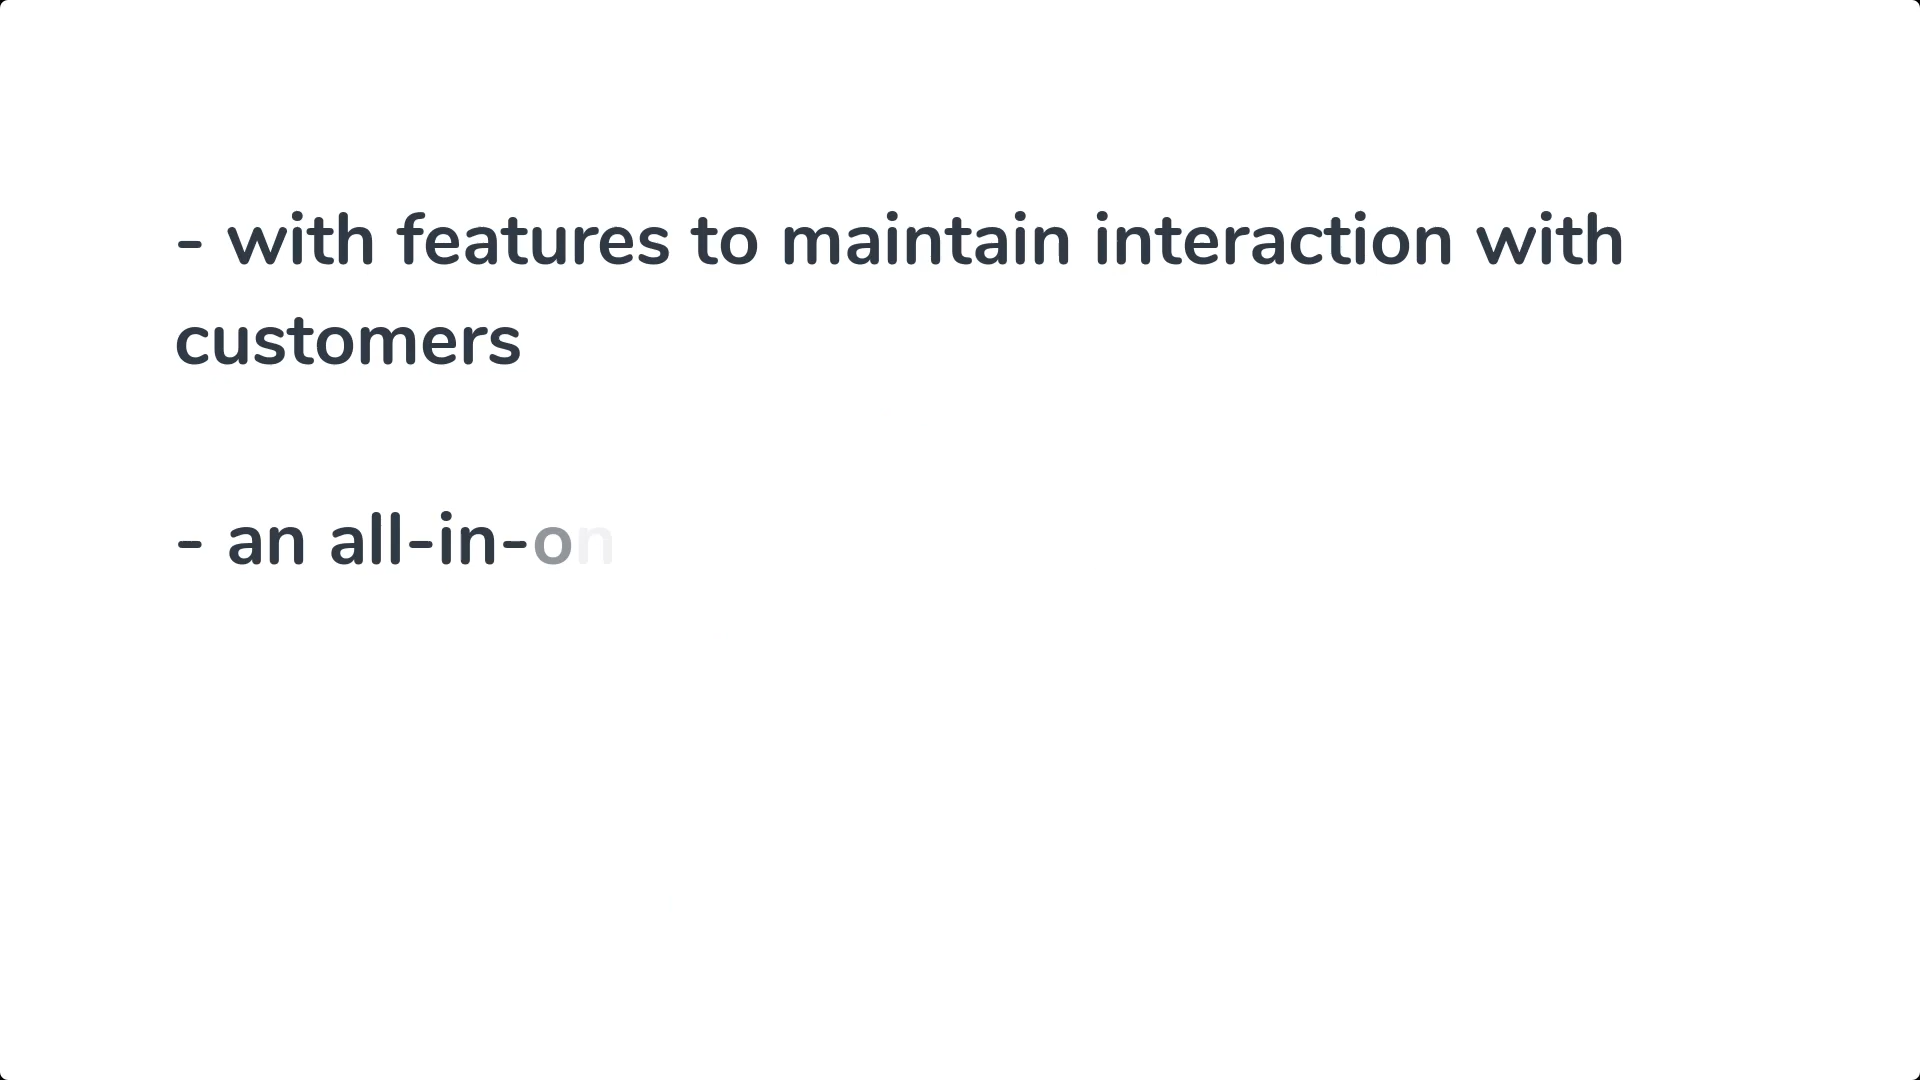 - with features to maintain interaction with
customers
- an all-in-on